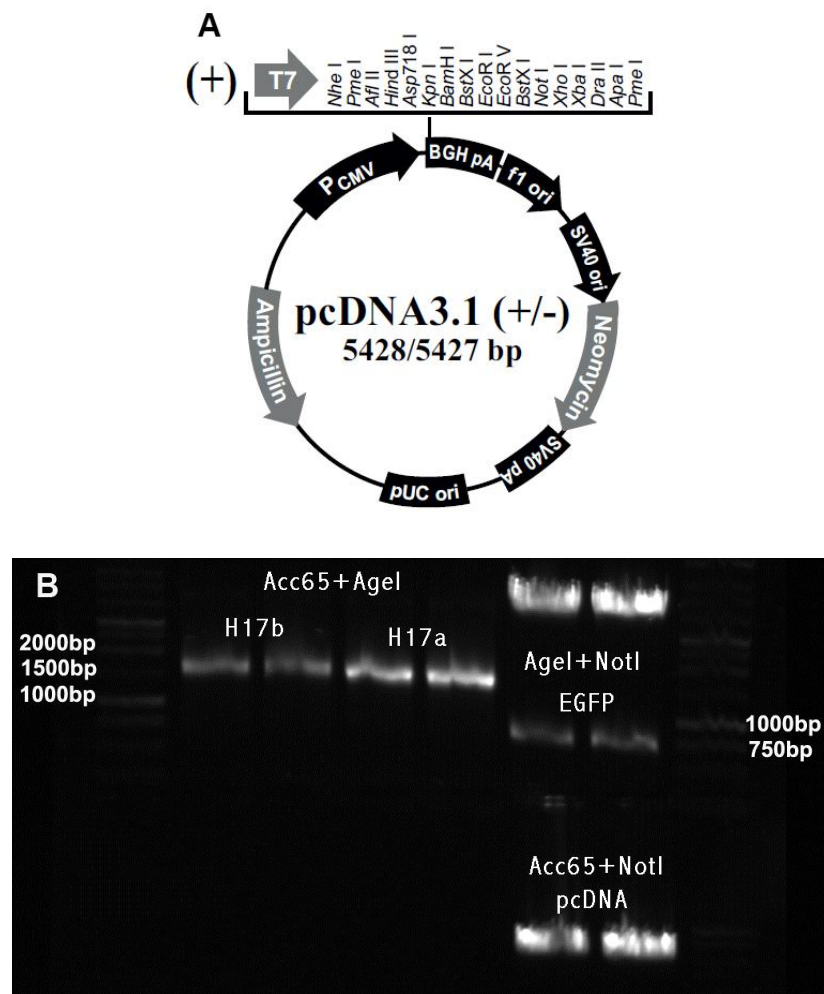 A
(+)
T7
Nhe I
Pme I
Afl II
Hind III
Asp718 I
Kpn I
BamH I
BstX I
EcoR I
EcoR V
BstX I
Not I
Xho I
Xba I
Dra II
Apa I
Pme I
PCMV
BGH pA
f1 ori
SV40 ori
Neomycin
SV40 pA
pUC ori
Ampicillin
pcDNA3.1 (+/-)
5428/5427 bp
B
Acc65+AgeI
H17b
H17a
2000bp
1500bp
1000bp
AgeI+NotI
EGFP
1000bp
750bp
Acc65+NotI
pcDNA